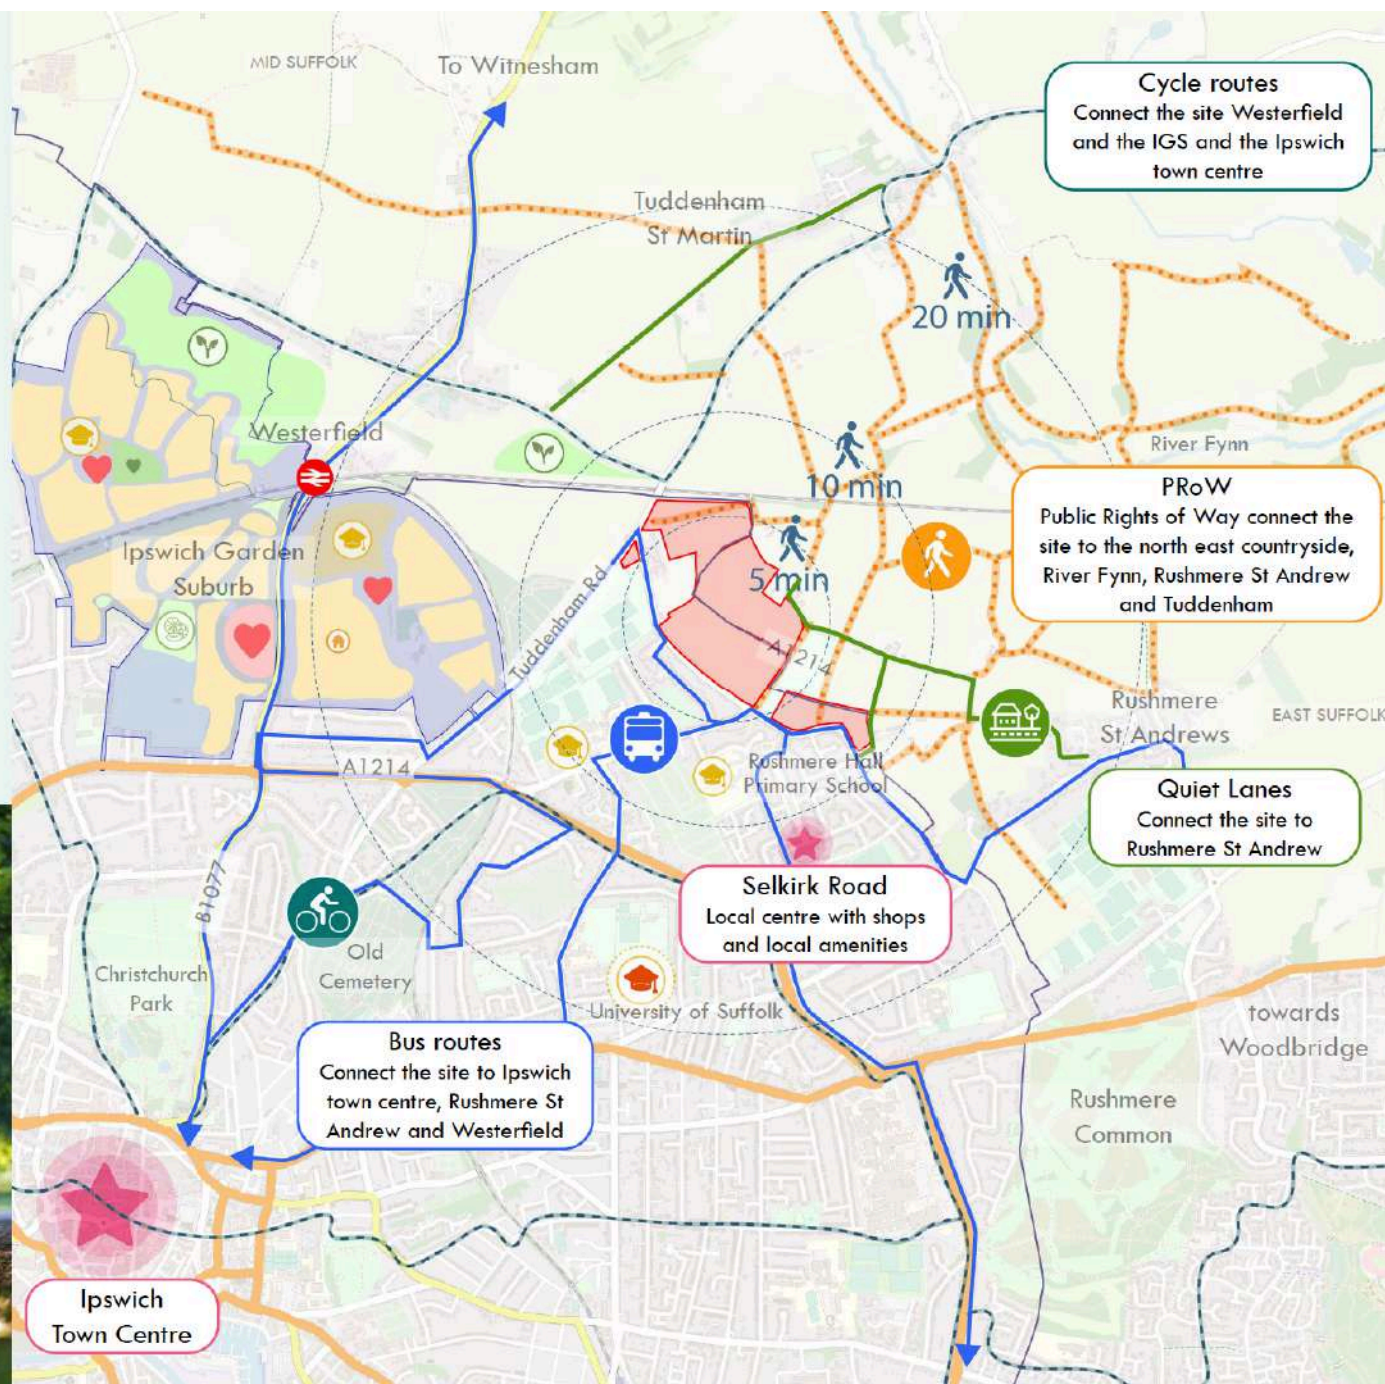 MID SUFFOLK
To Witnesham
Cycle routes
Connect the site Westerfield
and the IGS and the Ipswich
town centre
Tuddenham
St Martin
20 min
Westerfield
River Fynn
10 min
PRoW
Public Rights of Way connect the
site to the north east countryside,
River Fynn, Rushmere St Andrew
and Tuddenham
Ipswich Garden
Suburb
5 min
Tuddenham Rd
A1214
Rushmere
St Andrews
EAST SUFFOLK
A1214
Rushmere Hall
Primary School
Quiet Lanes
Connect the site to
Rushmere St Andrew
B1077
Selkirk Road
Local centre with shops
and local amenities
Old
Cemetery
Christchurch
Park
University of Suffolk
towards
Woodbridge
Bus routes
Connect the site to Ipswich
town centre, Rushmere St
Andrew and Westerfield
Rushmere
Common
Ipswich
Town Centre